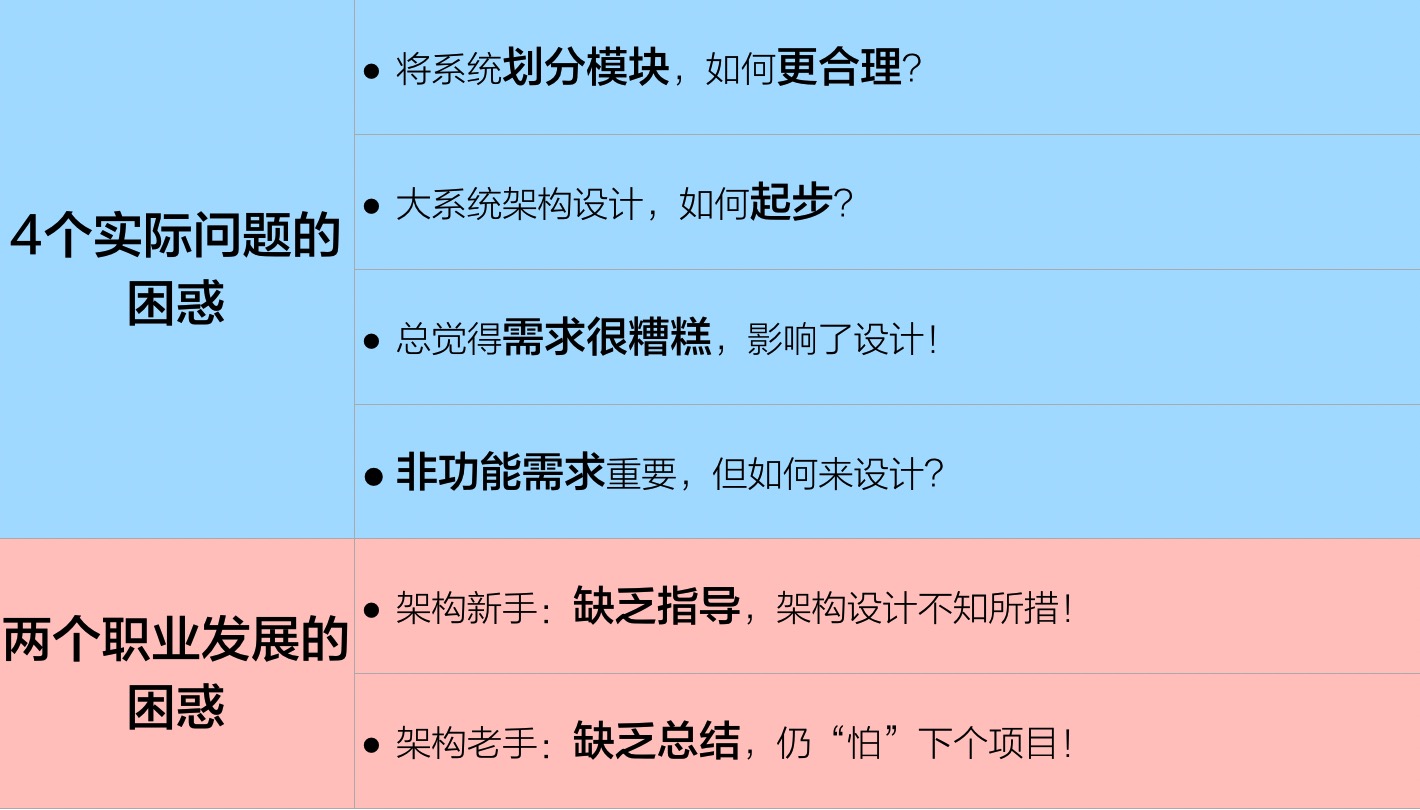 4个实际问题的
困惑
● 将系统划分模块，如何更合理？
● 大系统架构设计，如何起步？
● 总觉得需求很糟糕，影响了设计！
● 非功能需求重要，但如何来设计？
两个职业发展的
困惑
● 架构新手：缺乏指导，架构设计不知所措！
● 架构老手：缺乏总结，仍“怕”下个项目！